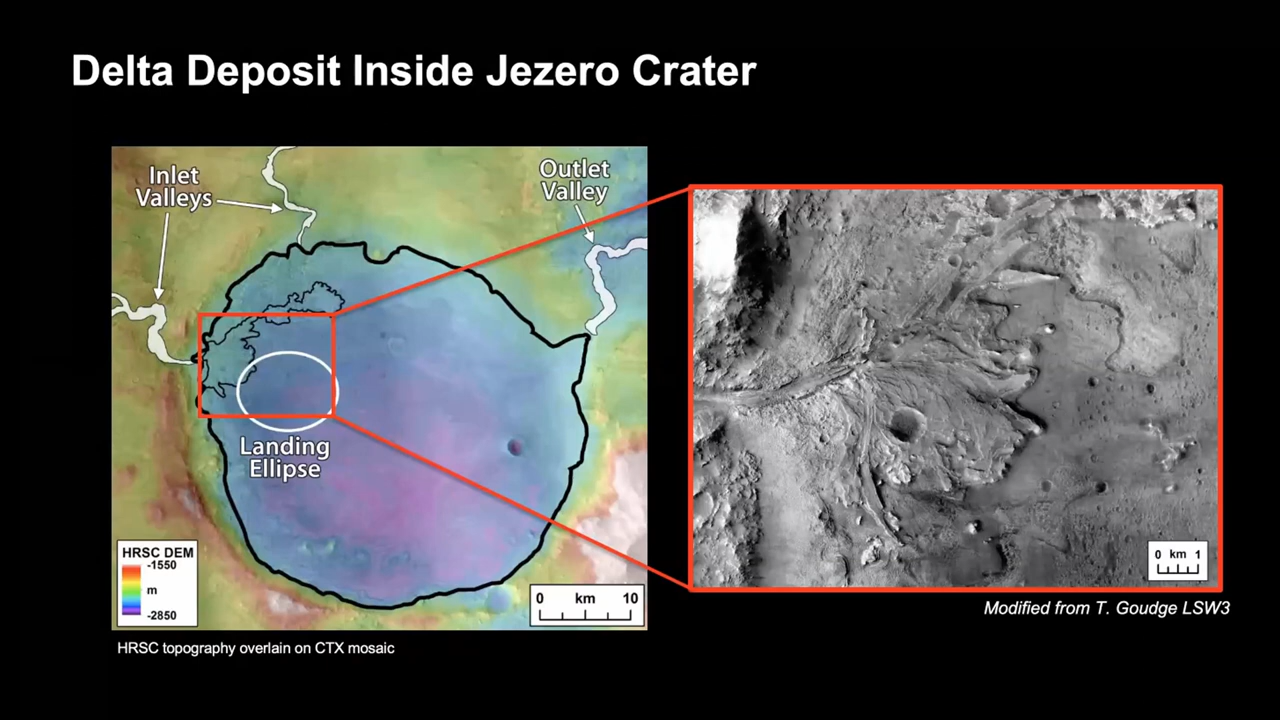 Delta Deposit Inside Jezero Crater
Inlet
Valleys
Outlet
Valley
Landing
Ellipse
HRSC DEM
-1550
m
-2850
0 km 10
0 km 1
Modified from T. Goudge LSW3
HRSC topography overlain on CTX mosaic